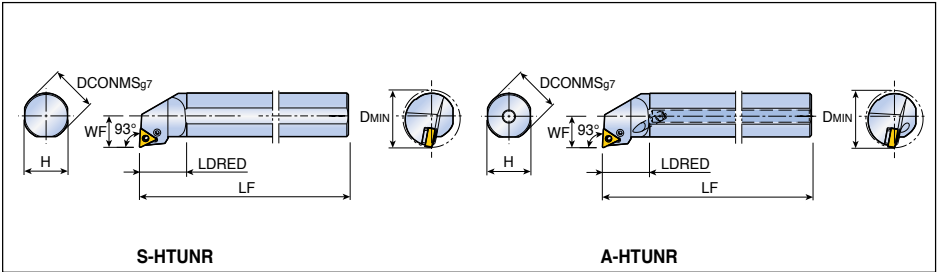 DCONMSg7
WF
93°
H
LDRED
LF
DMIN
S-HTUNR
DCONMSg7
WF
93°
H
LDRED
LF
DMIN
A-HTUNR